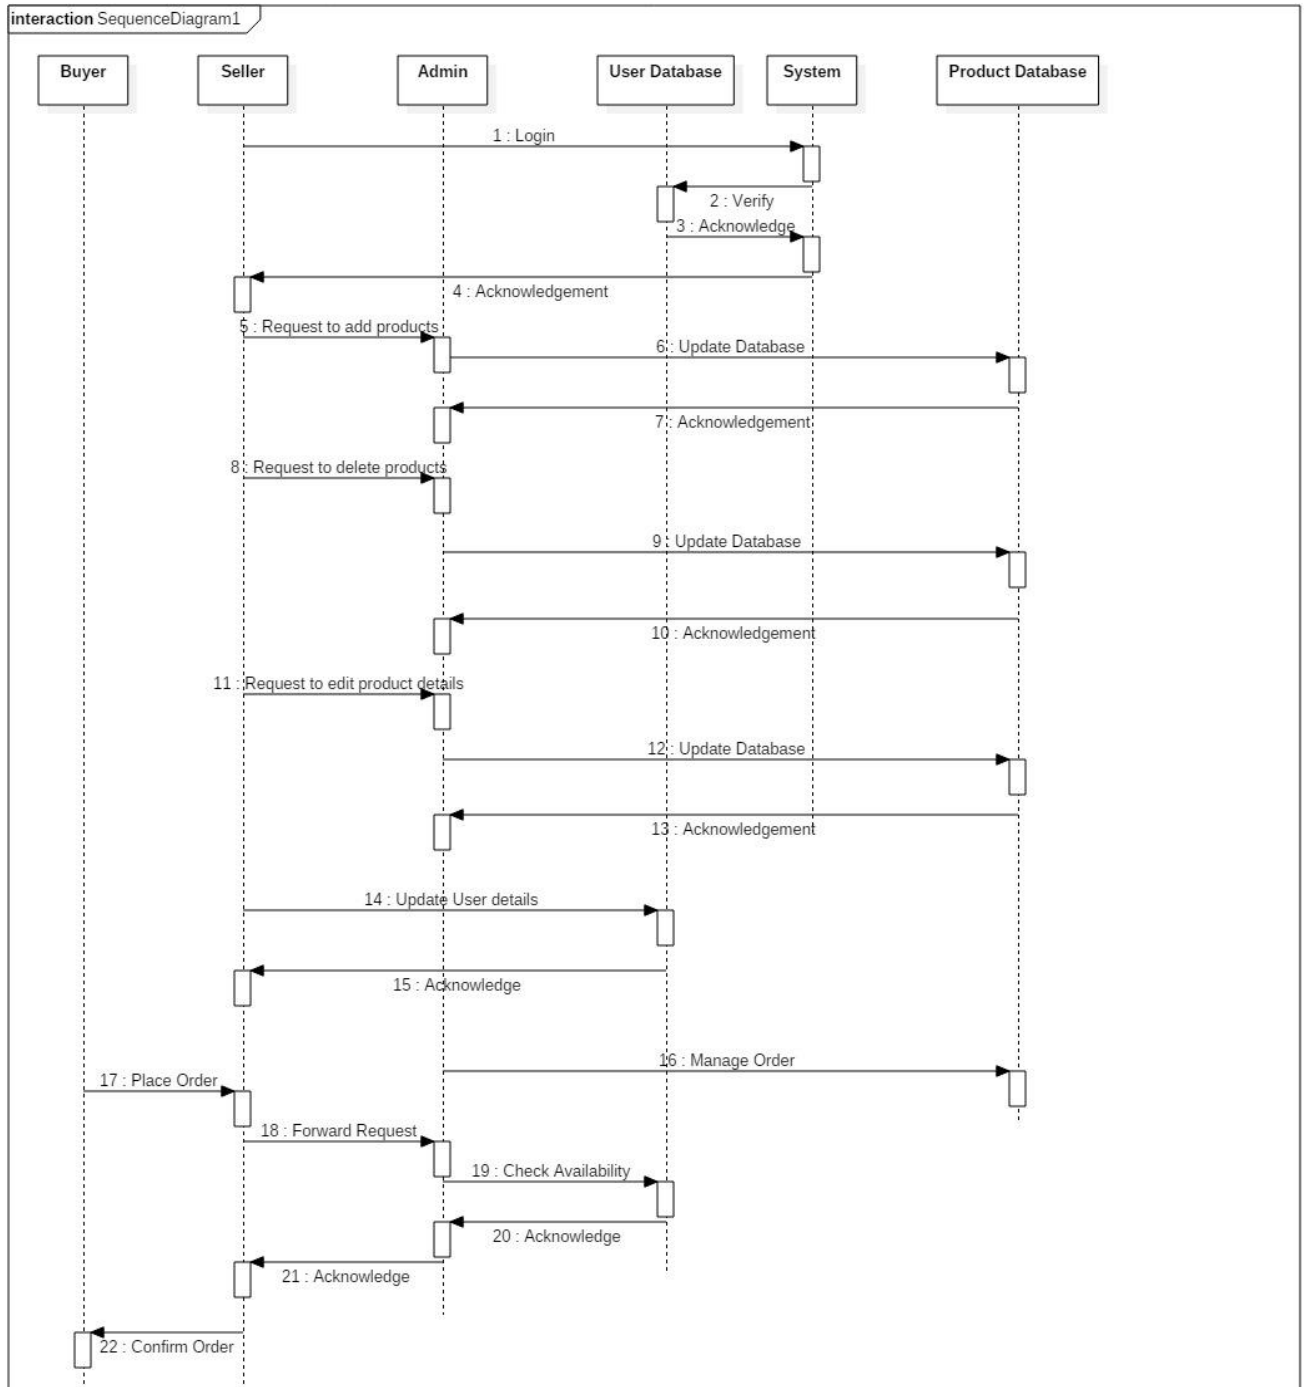 interaction SequenceDiagram1
Buyer
Seller
Admin
User Database
System
Product Database
1 : Login
2 : Verify
3 : Acknowledge
4 : Acknowledgement
5 : Request to add products
6 : Update Database
7 : Acknowledgement
8 : Request to delete products
9 : Update Database
10 : Acknowledgement
11 : Request to edit product details
12 : Update Database
13 : Acknowledgement
14 : Update User details
15 : Acknowledge
16 : Manage Order
17 : Place Order
18 : Forward Request
19 : Check Availability
20 : Acknowledge
21 : Acknowledge
22 : Confirm Order